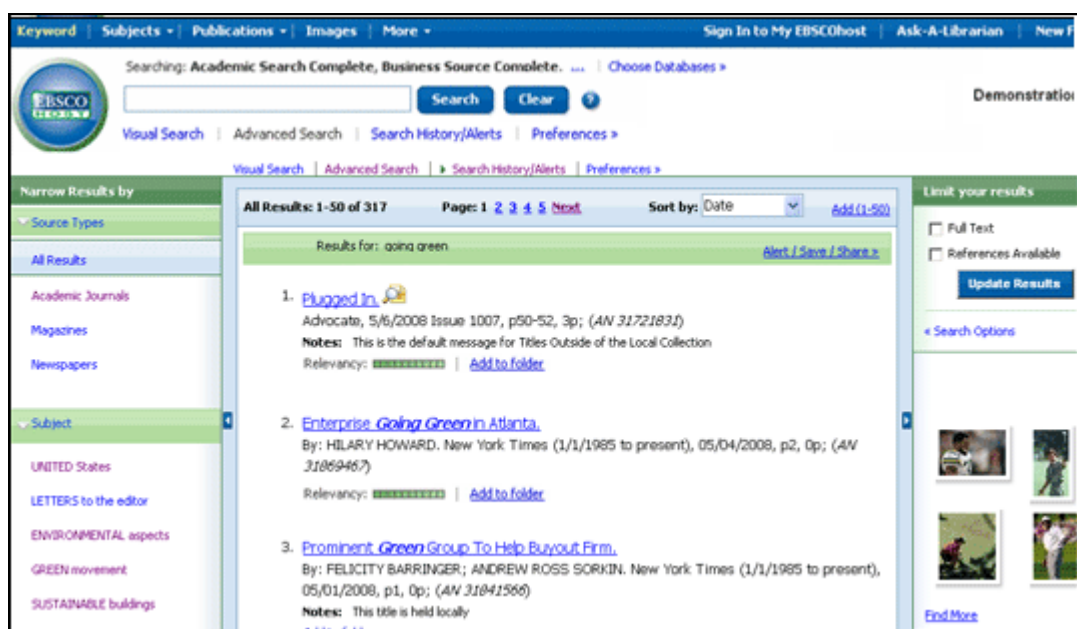 Keyword | Subjects | Publications | Images | More Sign In to My EBSCOhost | Ask-A-Librarian | New F
Searching: Academic Search Complete, Business Source Complete. ... | Choose Databases »
EBSCO
HOST
Search Clear ?
Demonstratio
Visual Search | Advanced Search | Search History/Alerts | Preferences »
Visual Search | Advanced Search | Search History/Alerts | Preferences »
Narrow Results by
Source Types
All Results
Academic Journals
Magazines
Newspapers
Subject
UNITED States
LETTERS to the editor
ENVIRONMENTAL aspects
GREEN movement
SUSTAINABLE buildings
All Results: 1-50 of 317 Page: 1 2 3 4 5 Next Sort by: Date Add (1-50)
Results for: going green Alert / Save / Share »
1. Plugged In.
Advocate, 5/6/2008 Issue 1007, p50-52, 3p; (AN 31721831)
Notes: This is the default message for Titles Outside of the Local Collection
Relevancy: | Add to folder
2. Enterprise Going Green in Atlanta.
By: HILARY HOWARD. New York Times (1/1/1985 to present), 05/04/2008, p2, 0p; (AN
31869467)
Relevancy: | Add to folder
3. Prominent Green Group To Help Buyout Firm.
By: FELICITY BARRINGER; ANDREW ROSS SORKIN. New York Times (1/1/1985 to present),
05/01/2008, p1, 0p; (AN 31841566)
Notes: This title is held locally
Limit your results
Full Text
References Available
Update Results
« Search Options
Find More